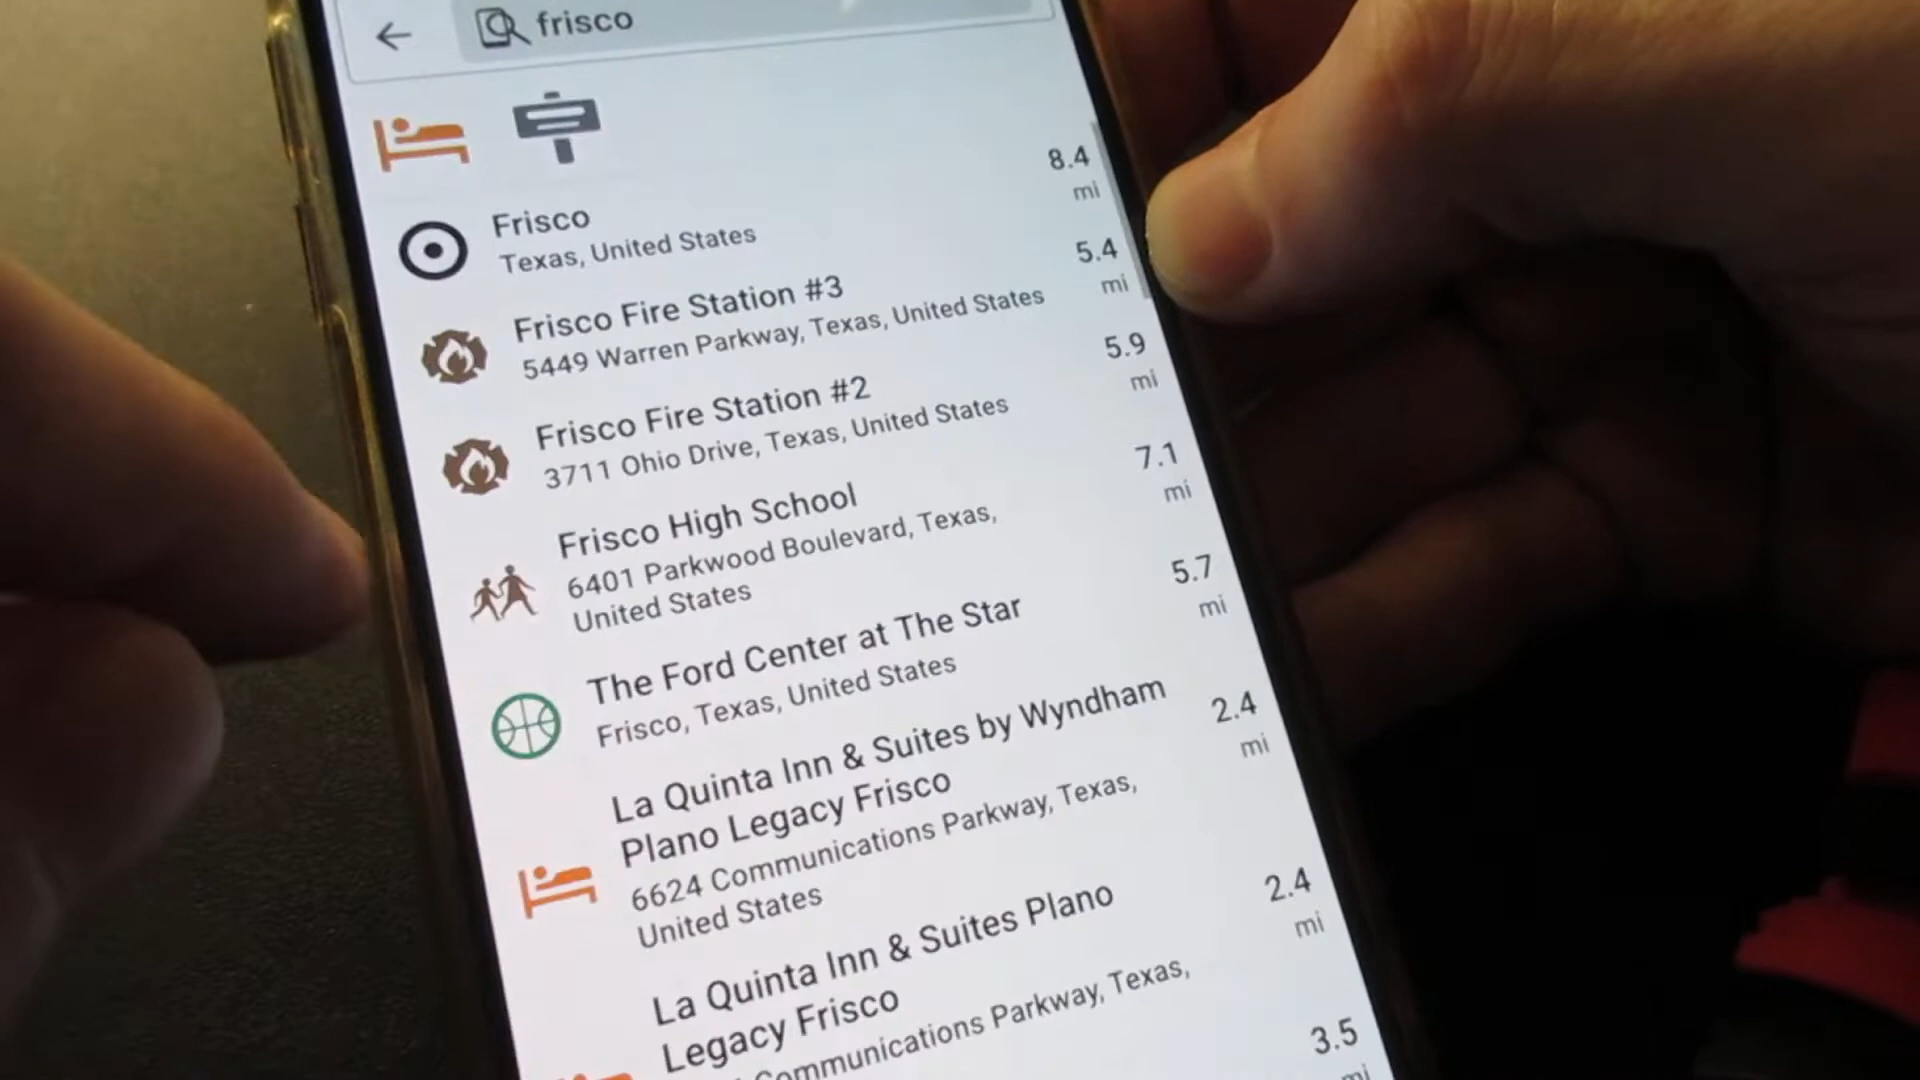 frisco
Frisco
Texas, United States
8.4
mi
Frisco Fire Station #3
5449 Warren Parkway, Texas, United States
5.4
mi
Frisco Fire Station #2
3711 Ohio Drive, Texas, United States
5.9
mi
Frisco High School
6401 Parkwood Boulevard, Texas,
United States
7.1
mi
The Ford Center at The Star
Frisco, Texas, United States
5.7
mi
La Quinta Inn & Suites by Wyndham
Plano Legacy Frisco
6624 Communications Parkway, Texas,
United States
2.4
mi
La Quinta Inn & Suites Plano
Legacy Frisco
Communications Parkway, Texas,
2.4
mi
3.5
mi